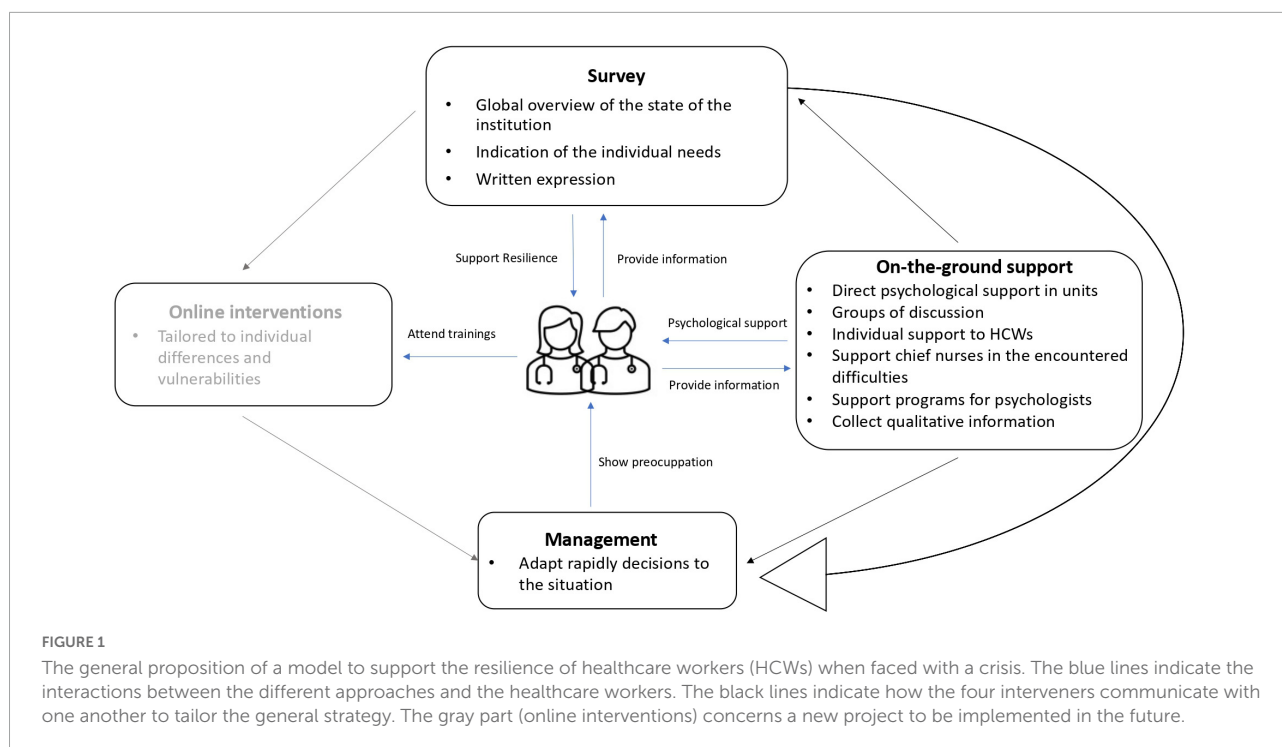 Survey
• Global overview of the state of the
institution
• Indication of the individual needs
• Written expression
Support Resilience
Provide information
On-the-ground support
• Direct psychological support in units
• Groups of discussion
• Individual support to HCWs
• Support chief nurses in the encountered
difficulties
• Support programs for psychologists
• Collect qualitative information
Online interventions
• Tailored to individual
differences and
vulnerabilities
Attend trainings
Psychological support
Provide information
Show preoccupation
Management
• Adapt rapidly decisions to
the situation
FIGURE 1
The general proposition of a model to support the resilience of healthcare workers (HCWs) when faced with a crisis. The blue lines indicate the
interactions between the different approaches and the healthcare workers. The black lines indicate how the four interveners communicate with
one another to tailor the general strategy. The gray part (online interventions) concerns a new project to be implemented in the future.